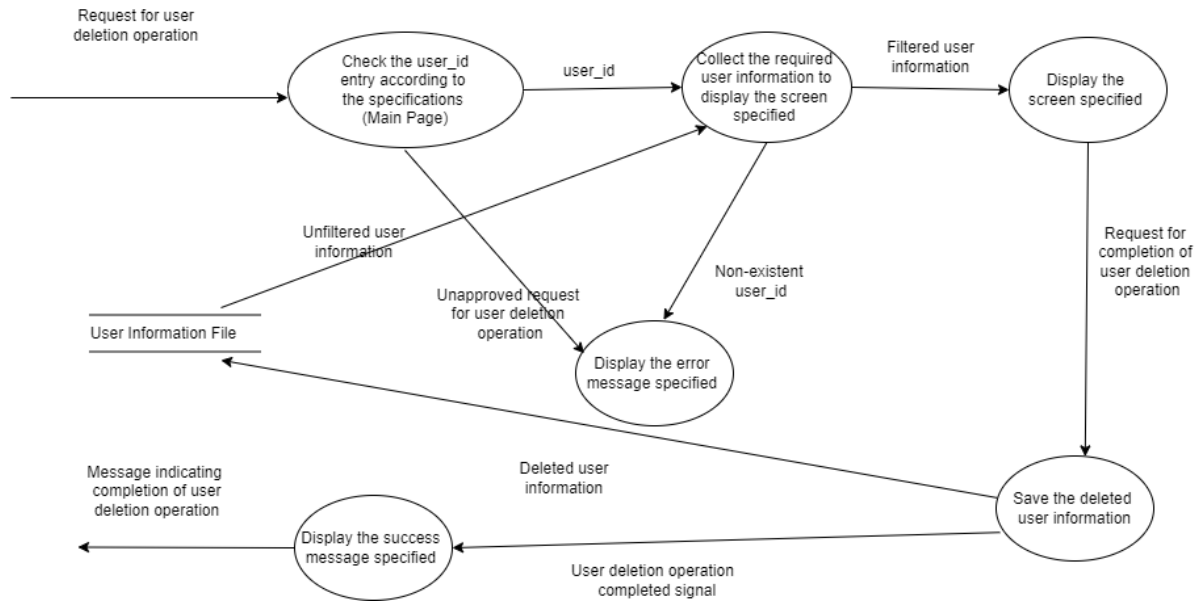 Request for user
deletion operation
Check the user_id
entry according to
the specifications
(Main Page)
user_id
Collect the required
user information to
display the screen
specified
Filtered user
information
Display the
screen specified
Unfiltered user
information
Unapproved request
for user deletion
operation
Non-existent
user_id
Request for
completion of
user deletion
operation
User Information File
Display the error
message specified
Message indicating
completion of user
deletion operation
Deleted user
information
Save the deleted
user information
Display the success
message specified
User deletion operation
completed signal